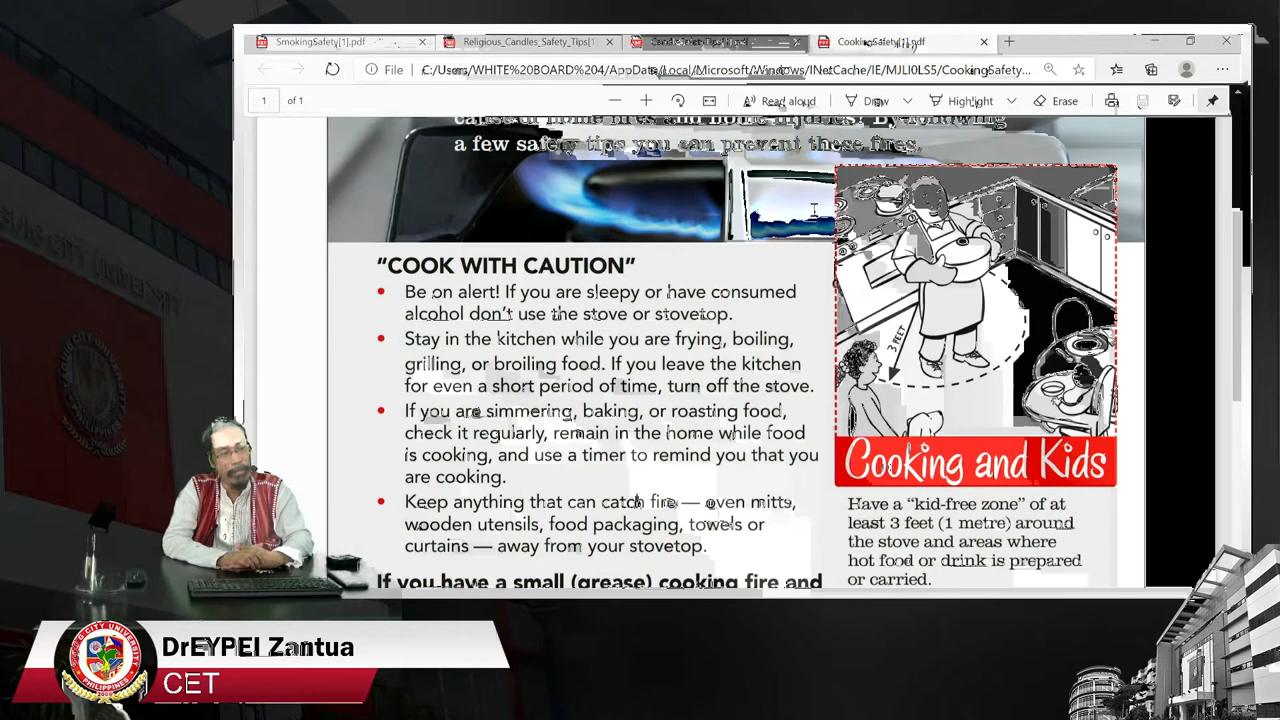 SmokingSafety[1].pdf
Religious_Candles_Safety_Tips[1]
CookingSafety[1].pdf
File
C:/Users/WHITE%20BOARD%204/AppData/Local/Microsoft/Windows/INetCache/IE/MJLI0LS5/CookingSafety...
1 of 1
Read aloud
Draw
Highlight
Erase
cause of home fires and home injuries! By following
a few safety tips you can prevent these fires.
“COOK WITH CAUTION”
• Be on alert! If you are sleepy or have consumed
alcohol don’t use the stove or stovetop.
• Stay in the kitchen while you are frying, boiling,
grilling, or broiling food. If you leave the kitchen
for even a short period of time, turn off the stove.
• If you are simmering, baking, or roasting food,
check it regularly, remain in the home while food
is cooking, and use a timer to remind you that you
are cooking.
• Keep anything that can catch fire — oven mitts,
wooden utensils, food packaging, towels or
curtains — away from your stovetop.
If you have a small (grease) cooking fire and
3 FEET
Cooking and Kids
Have a “kid-free zone” of at
least 3 feet (1 metre) around
the stove and areas where
hot food or drink is prepared
or carried.
DrEYPEI Zantua
CET